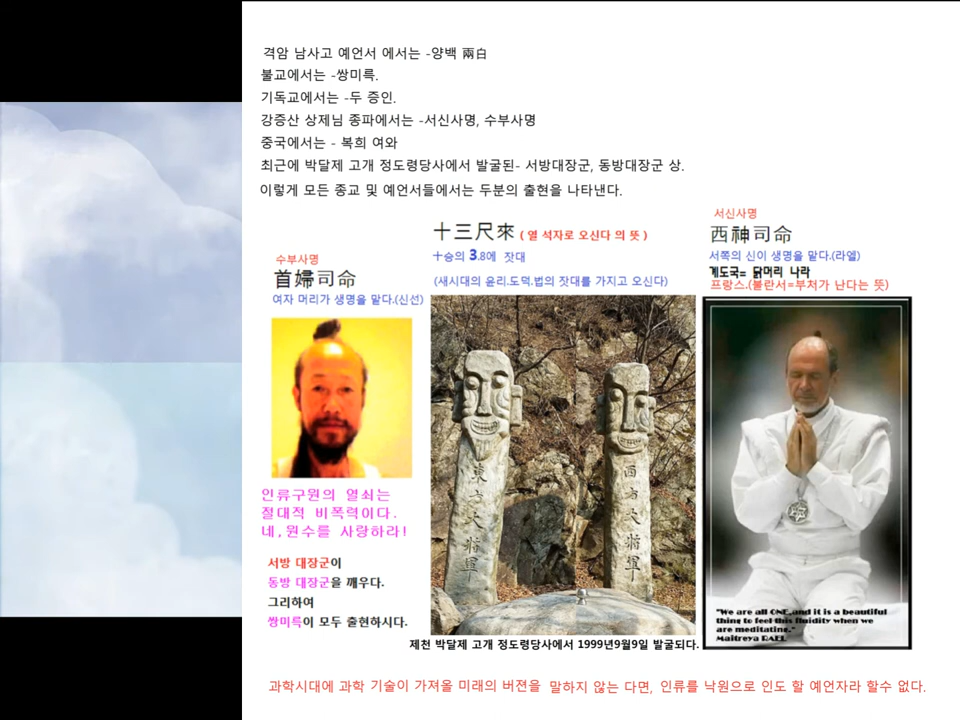 격암 남사고 예언서 에서는 -양백 兩白
불교에서는 -쌍미륵.
기독교에서는 -두 증인.
강증산 상제님 종파에서는 -서신사명, 수부사명
중국에서는 - 복희 여와
최근에 박달제 고개 정도령당사에서 발굴된- 서방대장군, 동방대장군 상.
이렇게 모든 종교 및 예언서들에서는 두분의 출현을 나타낸다.
수부사명
首婦司命
여자 머리가 생명을 맡다.(신선)
十三尺來 ( 열 석자로 오신다 의 뜻 )
十승의 3.8에 잣대
(새시대의 윤리.도덕.법의 잣대를 가지고 오신다)
서신사명
西神司命
서쪽의 신이 생명을 맡다.(라엘)
계도국= 닭머리 나라
프랑스.(불란서=부처가 난다는 뜻)
인류구원의 열쇠는
절대적 비폭력이다.
네,원수를 사랑하라!
서방 대장군이
동방 대장군을 깨우다.
그리하여
쌍미륵이 모두 출현하시다.
東方大將軍
西方大將軍
"We are all ONE,and it is a beautiful
thing to feel this fluidity when we
are meditating."
Maitreya RAEL
제천 박달제 고개 정도령당사에서 1999년9월9일 발굴되다.
과학시대에 과학 기술이 가져올 미래의 버젼을 말하지 않는 다면, 인류를 낙원으로 인도 할 예언자라 할수 없다.